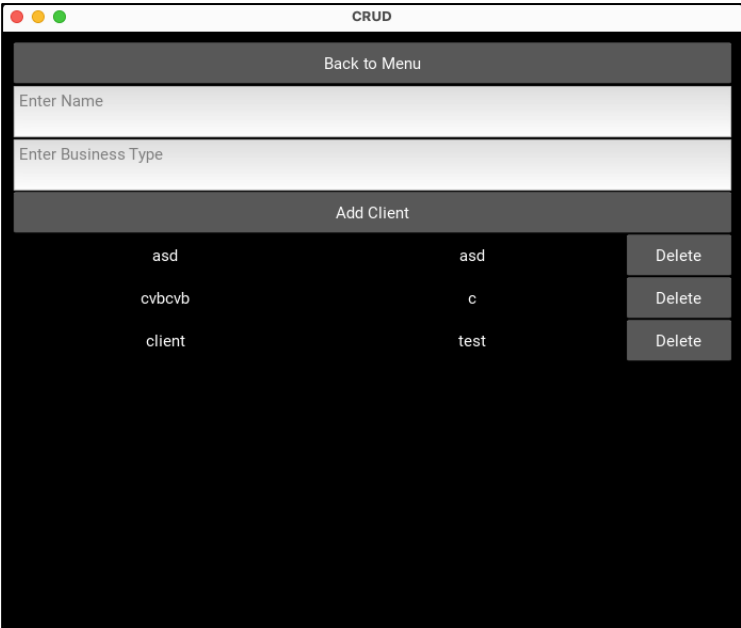 CRUD
Back to Menu
Enter Name
Enter Business Type
Add Client
asd asd Delete
cvbcvb c Delete
client test Delete